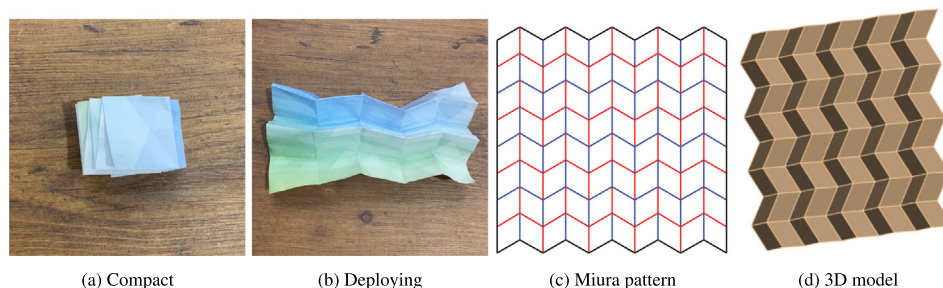 (a) Compact
(b) Deploying
(c) Miura pattern
(d) 3D model